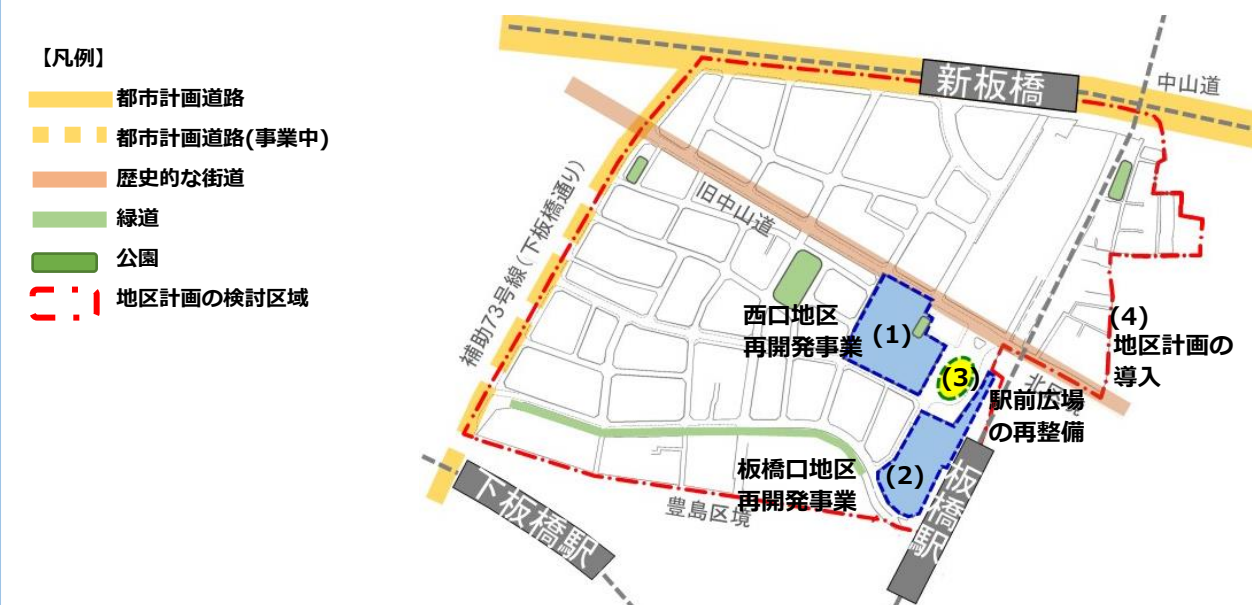 【凡例】
都市計画道路
都市計画道路(事業中)
歴史的な街道
緑道
公園
地区計画の検討区域
新板橋
中山道
旧中山道
補助73号線(下板橋通り)
西口地区
再開発事業
(1)
(3)
(4)
地区計画の
導入
北区境
駅前広場
の再整備
板橋口地区
再開発事業
(2)
豊島区境
下板橋駅
板橋駅